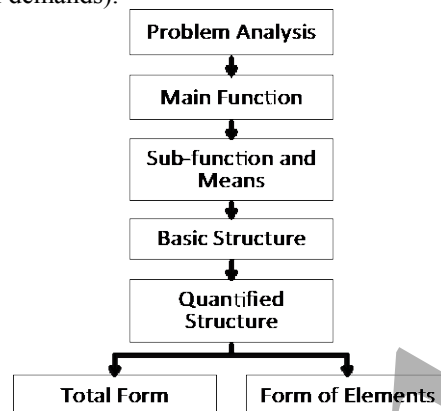 demands).
Problem Analysis
Main Function
Sub-function and
Means
Basic Structure
Quantified
Structure
Total Form
Form of Elements